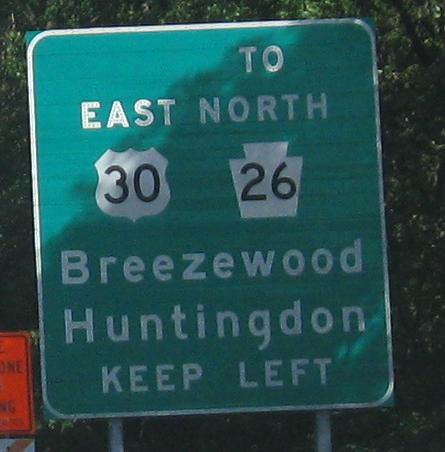 TO
EAST NORTH
30 26
Breezewood
Huntingdon
KEEP LEFT